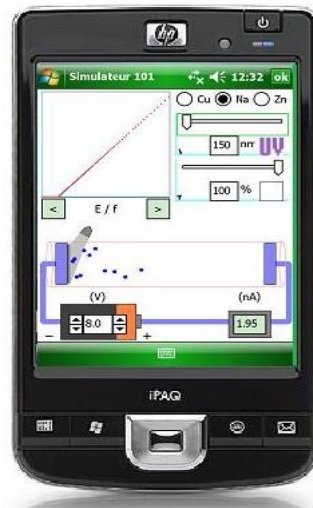 hp
Simulateur 101 12:32 ok
Cu Na Zn
150 nm UV
100 %
< E / f >
(V) (nA)
8.0 1.95
− +
iPAQ